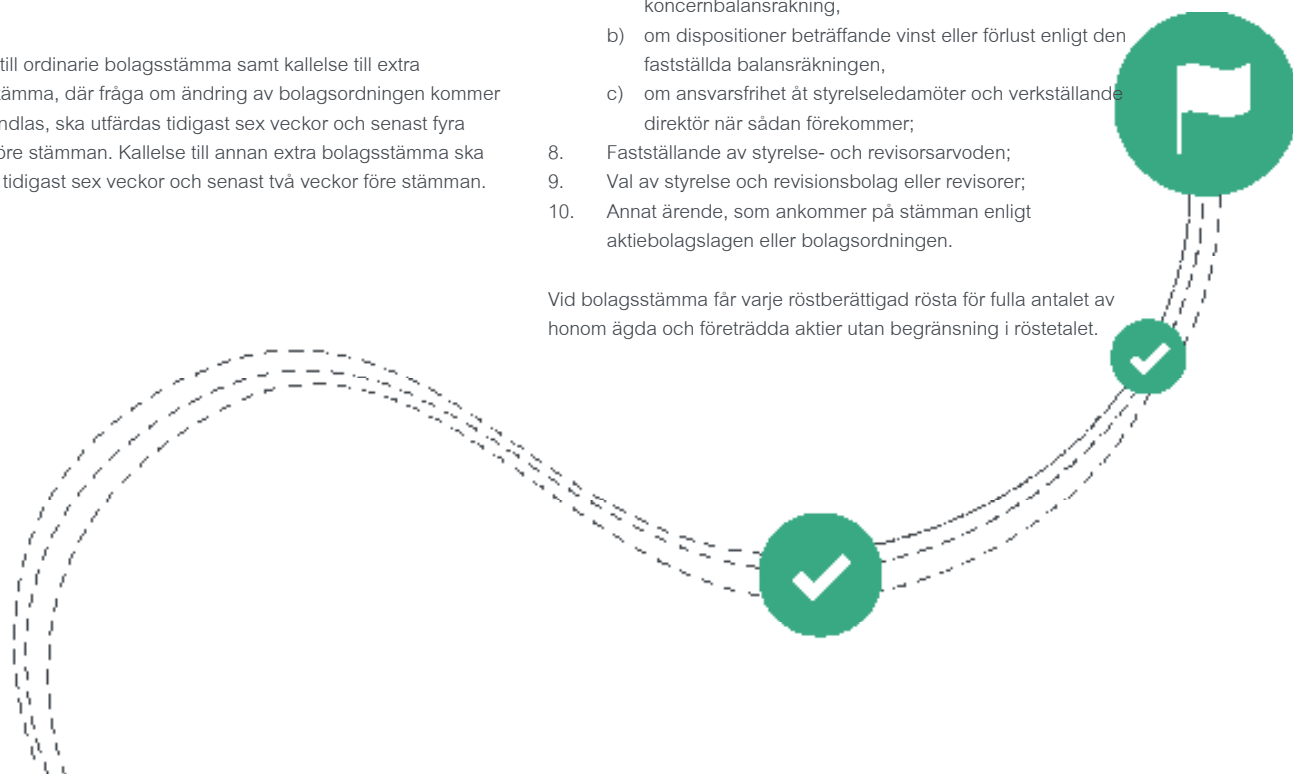 till ordinarie bolagsstämma samt kallelse till extra
tämma, där fråga om ändring av bolagsordningen kommer
ndlas, ska utfärdas tidigast sex veckor och senast fyra
öre stämman. Kallelse till annan extra bolagsstämma ska
tidigast sex veckor och senast två veckor före stämman.
koncernbalansräkning,
b) om dispositioner beträffande vinst eller förlust enligt den
fastställda balansräkningen,
c) om ansvarsfrihet åt styrelseledamöter och verkställande
direktör när sådan förekommer;
8. Fastställande av styrelse- och revisorsarvoden;
9. Val av styrelse och revisionsbolag eller revisorer;
10. Annat ärende, som ankommer på stämman enligt
aktiebolagslagen eller bolagsordningen.
Vid bolagsstämma får varje röstberättigad rösta för fulla antalet av
honom ägda och företrädda aktier utan begränsning i röstetalet.